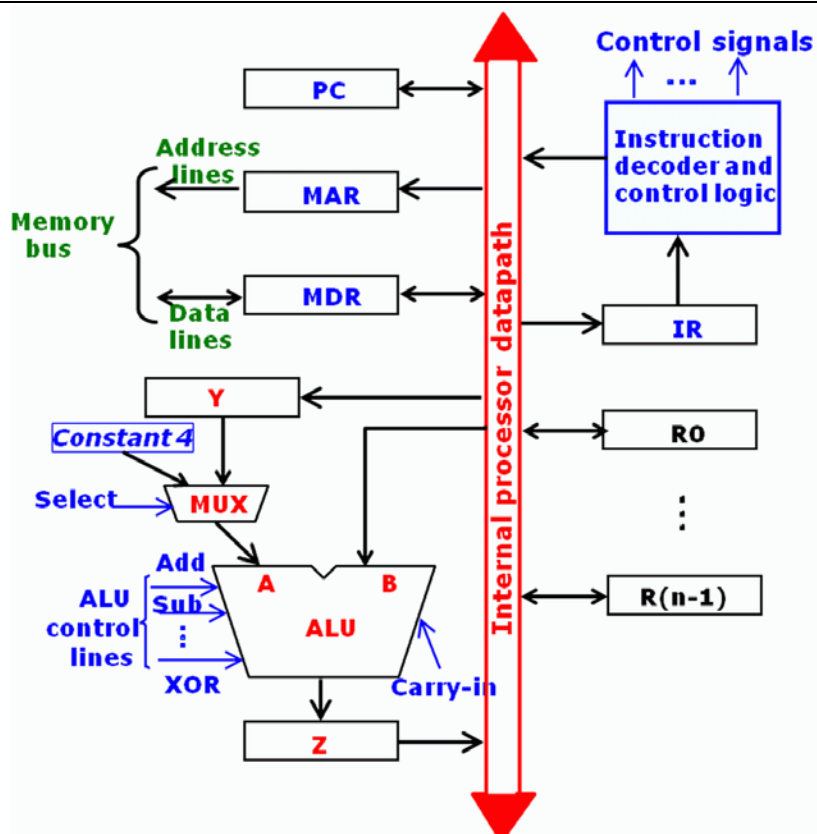 Control signals
...
PC
Instruction
decoder and
control logic
Address
lines
MAR
Memory
bus
MDR
Data
lines
IR
Internal processor datapath
Y
Constant 4
R0
MUX
Select
⋮
A
B
Add
Sub
⋮
XOR
ALU
control
lines
ALU
R(n-1)
Carry-in
Z